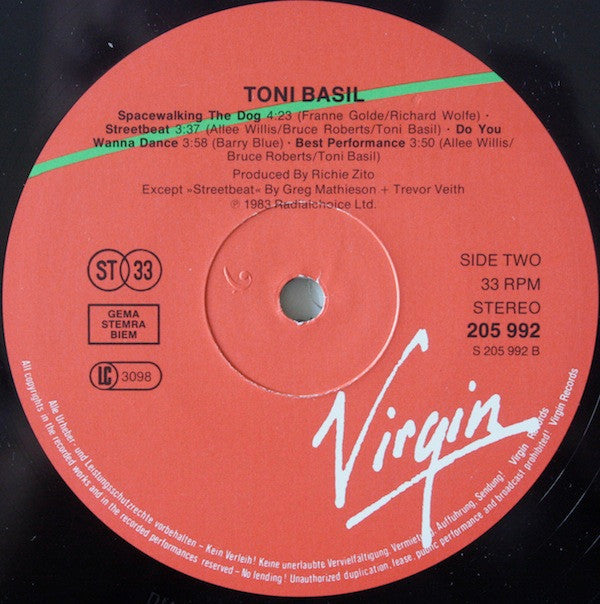 TONI BASIL
Spacewalking The Dog 4:23 (Franne Golde/Richard Wolfe) ·
Streetbeat 3:37 (Allee Willis/Bruce Roberts/Toni Basil) · Do You
Wanna Dance 3:58 (Barry Blue) · Best Performance 3:50 (Allee Willis/
Bruce Roberts/Toni Basil)
Produced By Richie Zito
Except »Streetbeat« By Greg Mathieson + Trevor Veith
℗ 1983 Radialchoice Ltd.
ST 33
GEMA
STEMRA
BIEM
LC 3098
SIDE TWO
33 RPM
STEREO
205 992
S 205 992 B
Virgin
Alle Urheber- und Leistungsschutzrechte vorbehalten – Kein Verleih! Keine unerlaubte Vervielfältigung, Vermietung, Aufführung, Sendung! Virgin Records
All copyrights in the recorded works and in the recorded performances reserved – No lending! Unauthorized duplication, lease, public performance and broadcast prohibited! Virgin Records